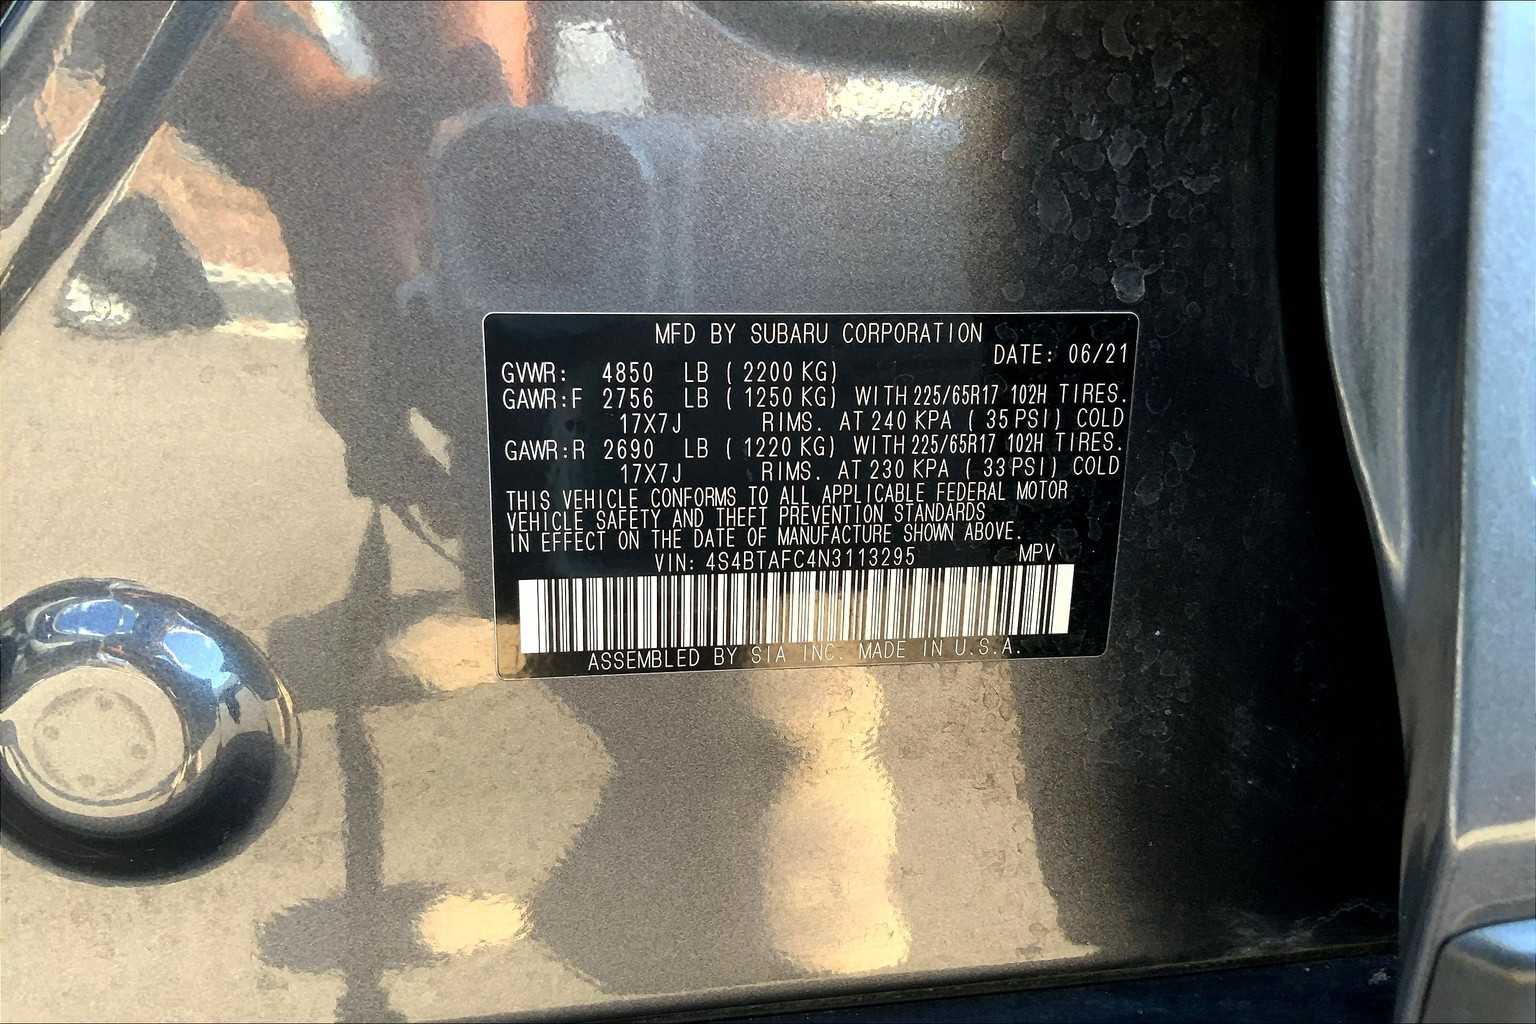 MFD BY SUBARU CORPORATION
DATE: 06/21
GVWR: 4850 LB ( 2200 KG)
GAWR:F 2756 LB ( 1250 KG) WITH 225/65R17 102H TIRES.
17X7J RIMS. AT 240 KPA ( 35 PSI) COLD
GAWR:R 2690 LB ( 1220 KG) WITH 225/65R17 102H TIRES.
17X7J RIMS. AT 230 KPA ( 33 PSI) COLD
THIS VEHICLE CONFORMS TO ALL APPLICABLE FEDERAL MOTOR
VEHICLE SAFETY AND THEFT PREVENTION STANDARDS
IN EFFECT ON THE DATE OF MANUFACTURE SHOWN ABOVE.
VIN: 4S4BTAFC4N3113295 MPV
ASSEMBLED BY SIA INC. MADE IN U.S.A.